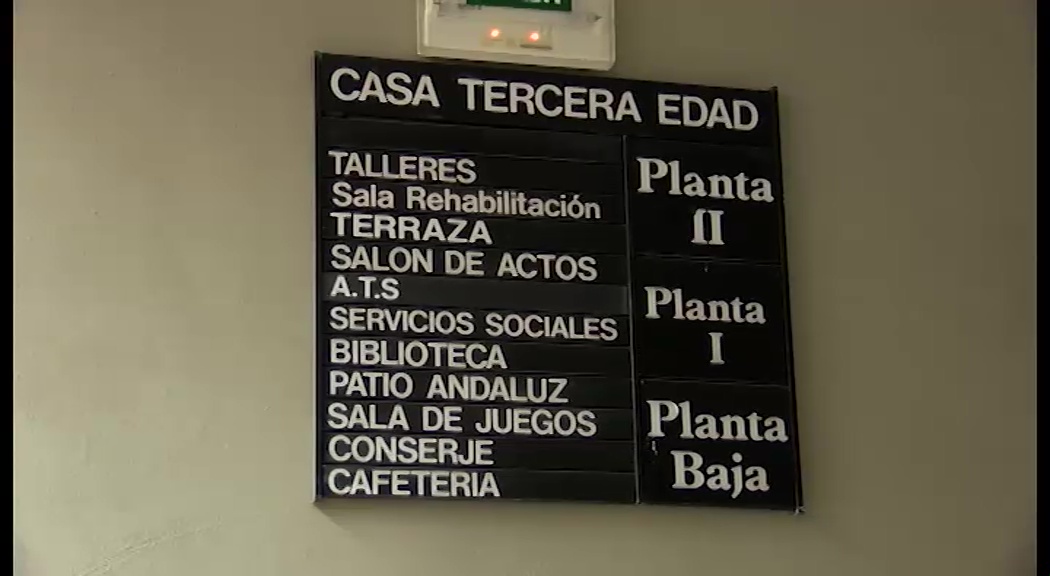 CASA TERCERA EDAD
TALLERES
Sala Rehabilitación
TERRAZA
SALON DE ACTOS
A.T.S
SERVICIOS SOCIALES
BIBLIOTECA
PATIO ANDALUZ
SALA DE JUEGOS
CONSERJE
CAFETERIA
Planta
II
Planta
I
Planta
Baja